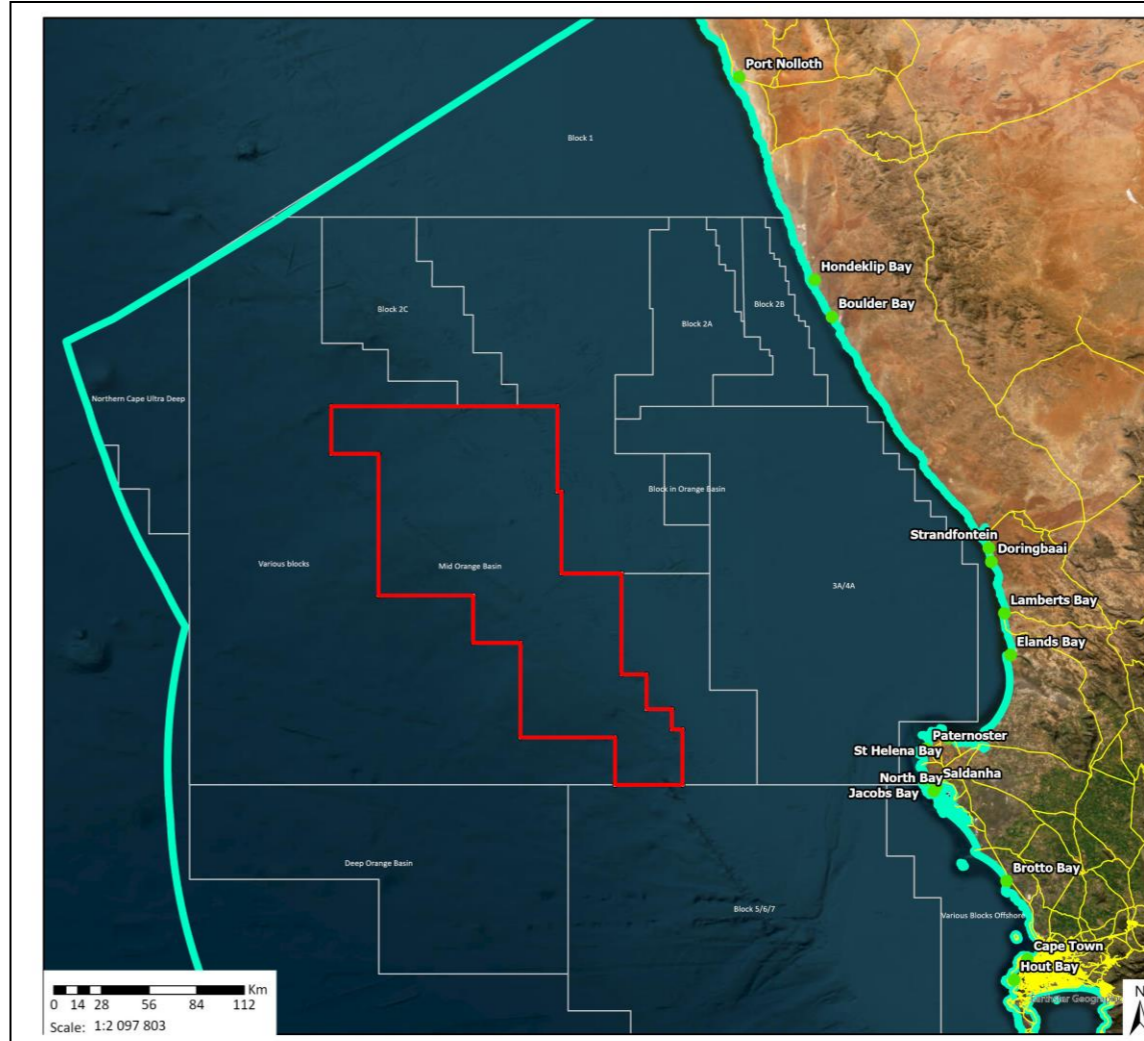 Port Nolloth
Block 1
Hondeklip Bay
Block 2C
Block 2A
Block 2B
Boulder Bay
Northern Cape Ultra Deep
Block in Orange Basin
Strandfontein
Doringbaai
Various blocks
Mid Orange Basin
3A/4A
Lamberts Bay
Elands Bay
Paternoster
St Helena Bay
North Bay
Saldanha
Jacobs Bay
Deep Orange Basin
Brotto Bay
Block 5/6/7
Various Blocks Offshore
Cape Town
Hout Bay
Km
0 14 28 56 84 112
Scale: 1:2 097 803
N